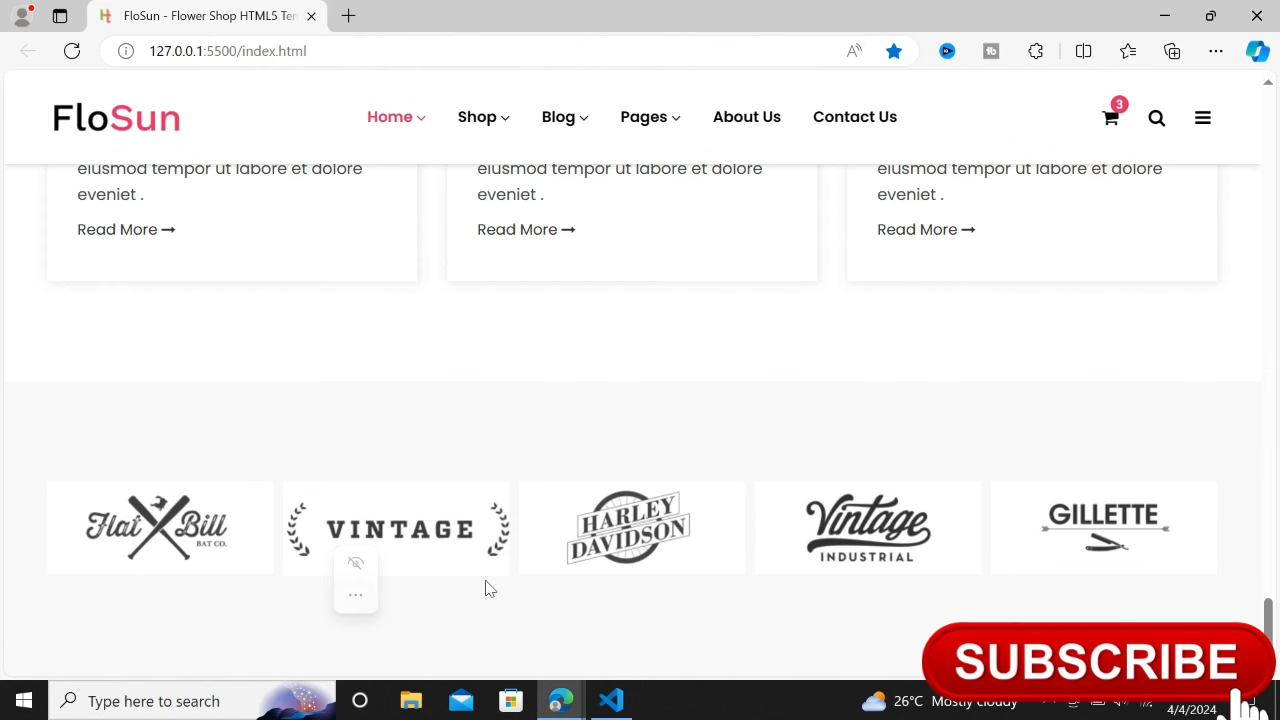 FloSun - Flower Shop HTML5 Ten
127.0.0.1:5500/index.html
FloSun
Home
Shop
Blog
Pages
About Us
Contact Us
3
eiusmod tempor ut labore et dolore
eveniet .
Read More
eiusmod tempor ut labore et dolore
eveniet .
Read More
eiusmod tempor ut labore et dolore
eveniet .
Read More
Flat Bill
BAT CO.
VINTAGE
HARLEY
DAVIDSON
Vintage
INDUSTRIAL
GILLETTE
SUBSCRIBE
Type here to search
26°C Mostly cloudy
4/4/2024